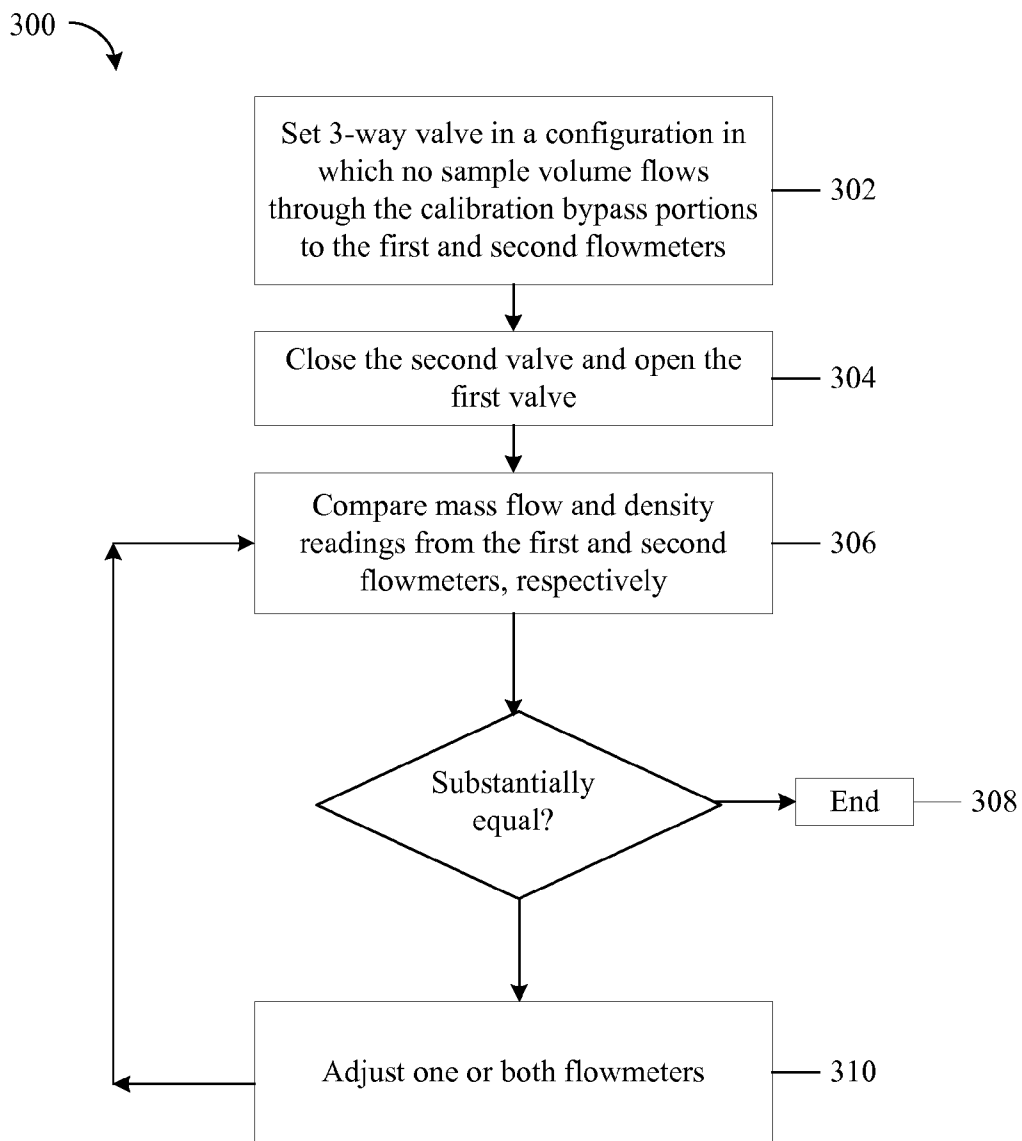 300
Set 3-way valve in a configuration in
which no sample volume flows
through the calibration bypass portions
to the first and second flowmeters
302
Close the second valve and open the
first valve
304
Compare mass flow and density
readings from the first and second
flowmeters, respectively
306
Substantially
equal?
End
308
Adjust one or both flowmeters
310